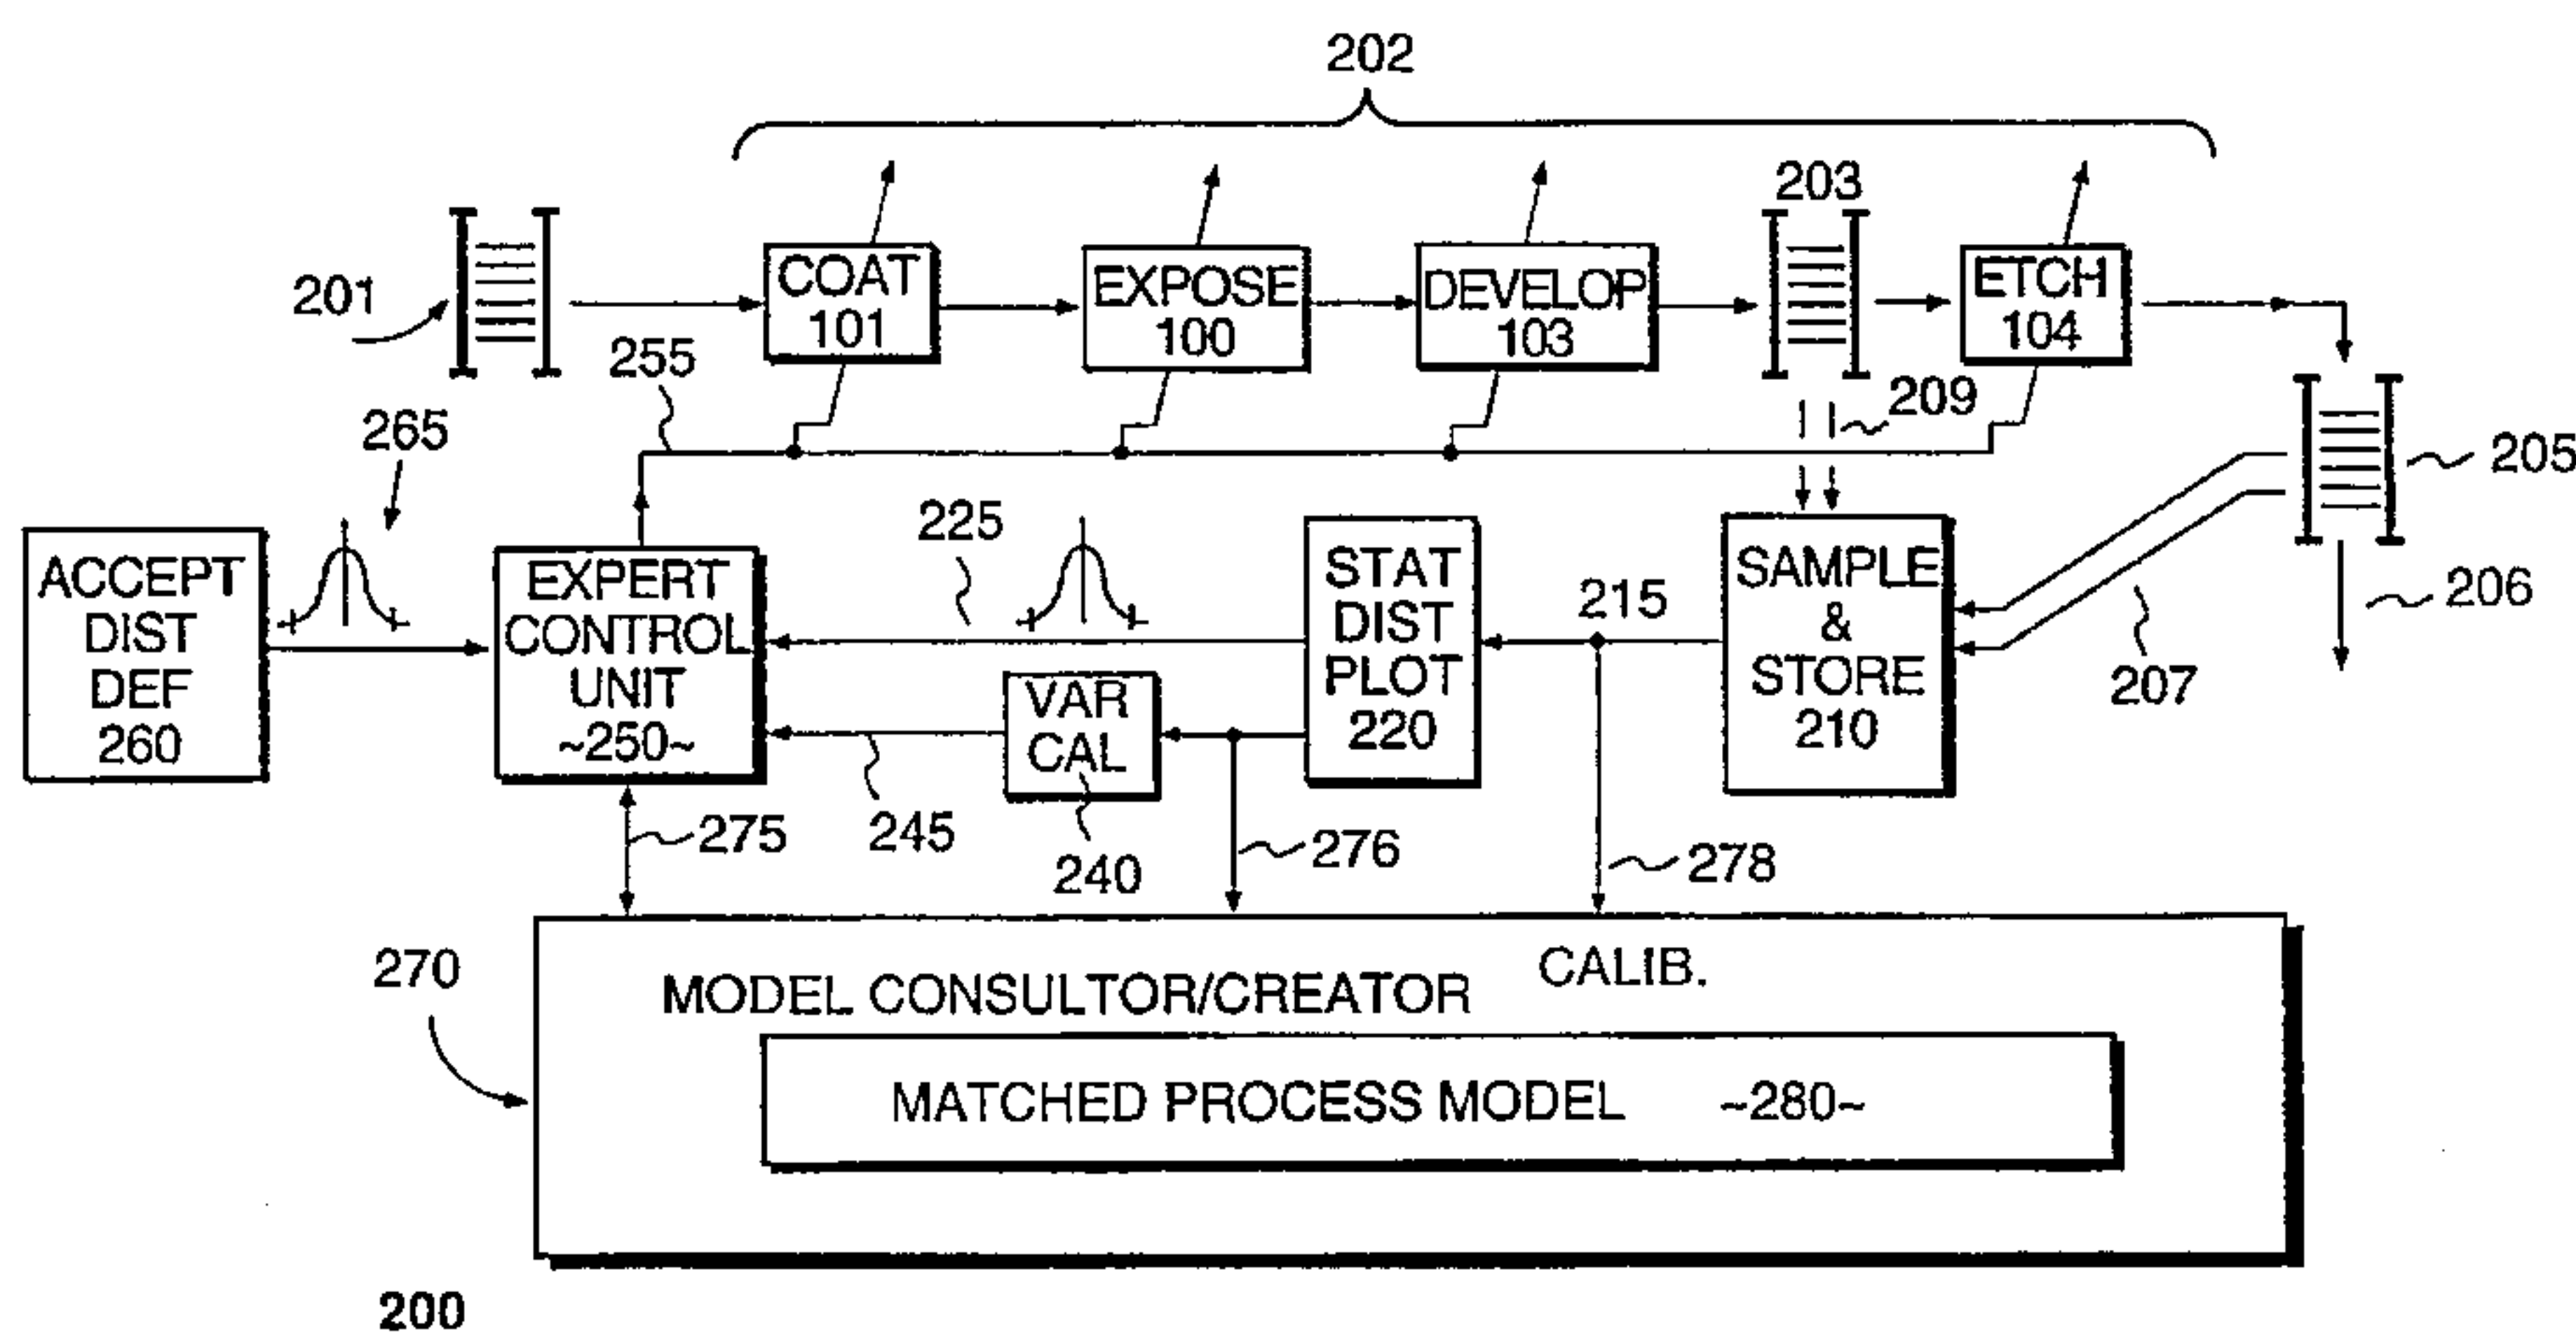 202
203
201
COAT
101
EXPOSE
100
DEVELOP
103
ETCH
104
255
209
265
205
225
215
206
207
ACCEPT
DIST
DEF
260
EXPERT
CONTROL
UNIT
~250~
VAR
CAL
STAT
DIST
PLOT
220
SAMPLE
&
STORE
210
275
245
240
276
278
270
CALIB.
MODEL CONSULTOR/CREATOR
MATCHED PROCESS MODEL ~280~
200